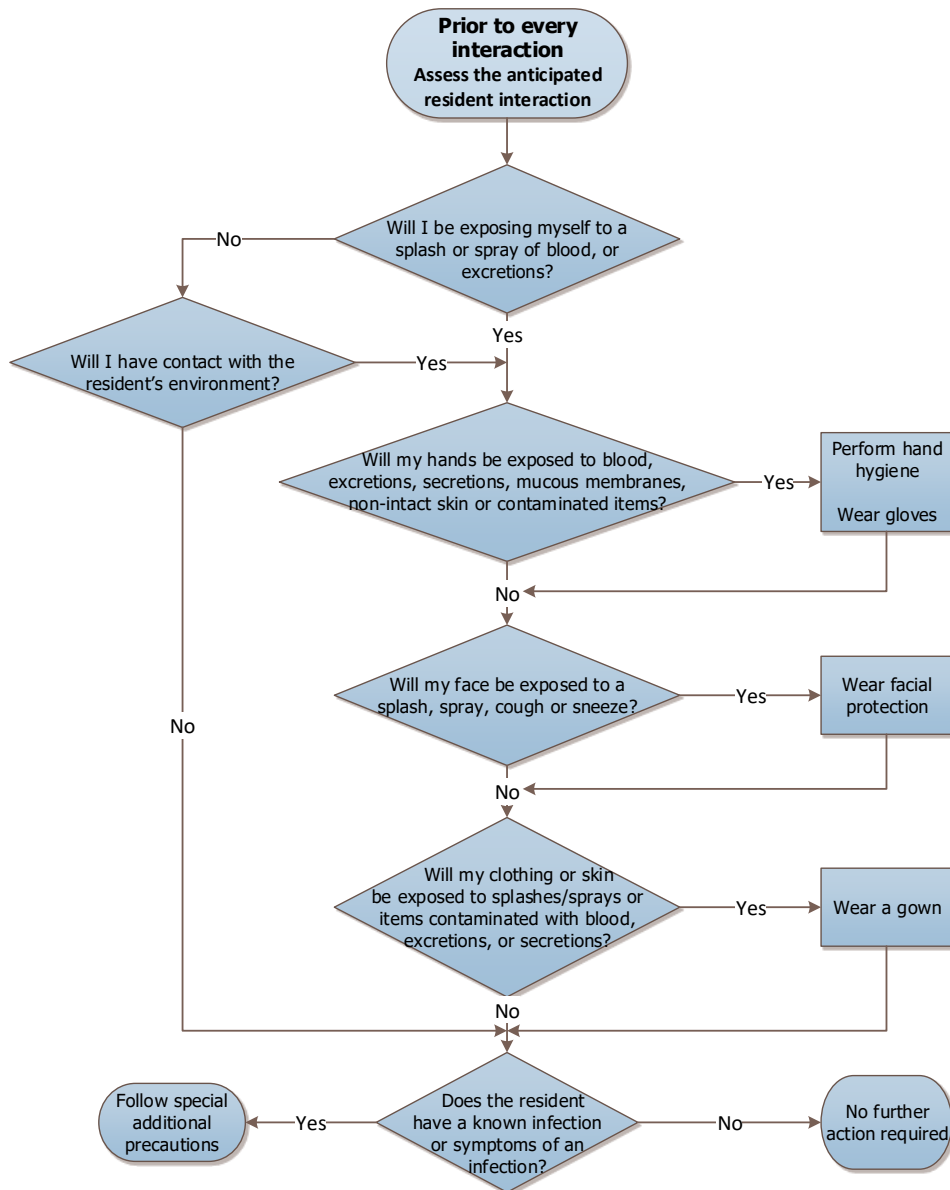 Prior to every
interaction
Assess the anticipated
resident interaction
Will I be exposing myself to a
splash or spray of blood, or
excretions?
No
Yes
Will I have contact with the
resident’s environment?
Yes
Will my hands be exposed to blood,
excretions, secretions, mucous membranes,
non-intact skin or contaminated items?
Yes
Perform hand
hygiene
Wear gloves
No
Will my face be exposed to a
splash, spray, cough or sneeze?
Yes
Wear facial
protection
No
No
Will my clothing or skin
be exposed to splashes/sprays or
items contaminated with blood,
excretions, or secretions?
Yes
Wear a gown
No
Does the resident
have a known infection
or symptoms of an
infection?
Yes
Follow special
additional
precautions
No
No further
action required